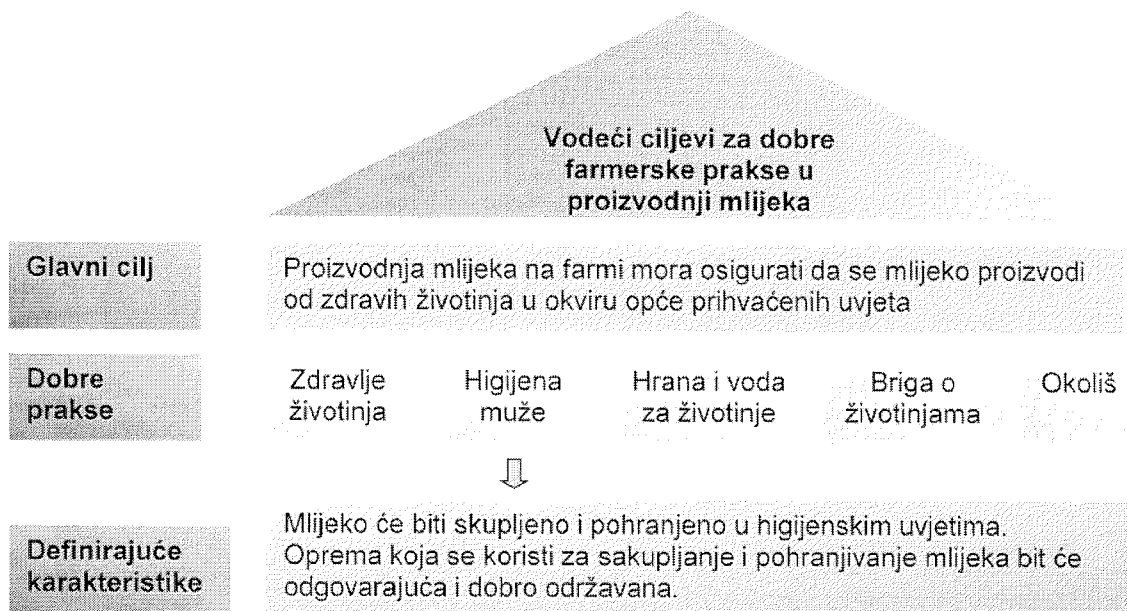 Vodeći ciljevi za dobre
farmerske prakse u
proizvodnji mlijeka
Glavni cilj
Proizvodnja mlijeka na farmi mora osigurati da se mlijeko proizvodi
od zdravih životinja u okviru opće prihvaćenih uvjeta
Dobre
prakse
Zdravlje
životinja
Higijena
muže
Hrana i voda
za životinje
Briga o
životinjama
Okoliš
Definirajuće
karakteristike
Mlijeko će biti skupljeno i pohranjeno u higijenskim uvjetima.
Oprema koja se koristi za sakupljanje i pohranjivanje mlijeka bit će
odgovarajuća i dobro održavana.